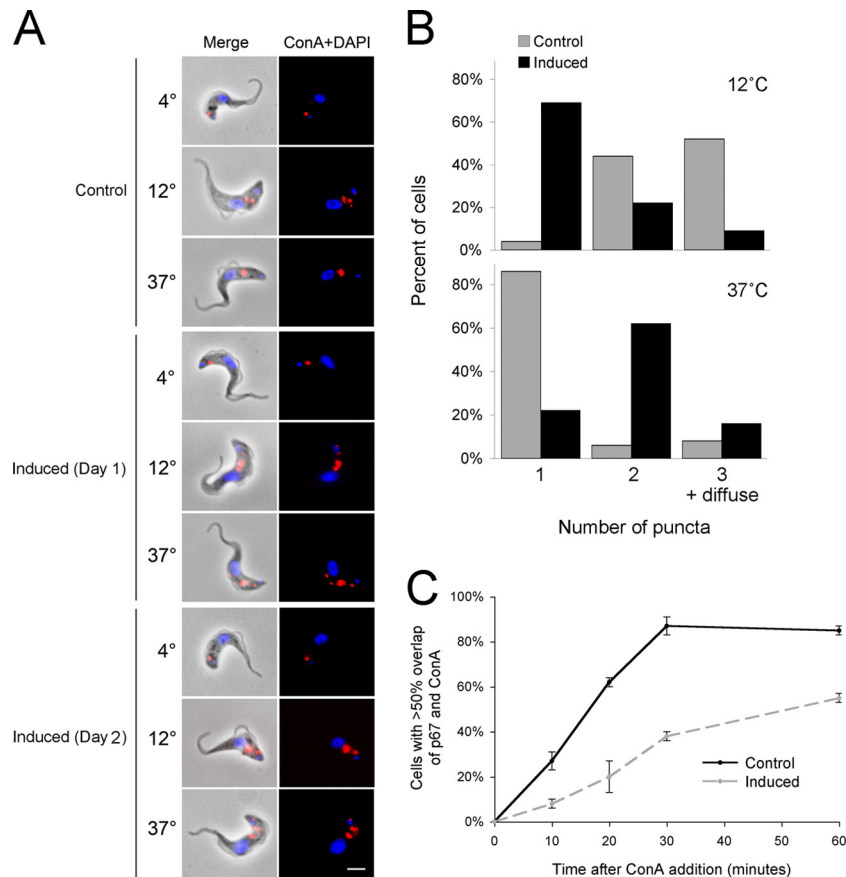 A
Merge
ConA+DAPI
Control
4°
12°
37°
Induced (Day 1)
4°
12°
37°
Induced (Day 2)
4°
12°
37°
B
Control
Induced
Percent of cells
12°C
80%
60%
40%
20%
0%
37°C
80%
60%
40%
20%
0%
1
2
3
+ diffuse
Number of puncta
C
Cells with >50% overlap
of p67 and ConA
100%
80%
60%
40%
20%
0%
Control
Induced
0
10
20
30
40
50
60
Time after ConA addition (minutes)